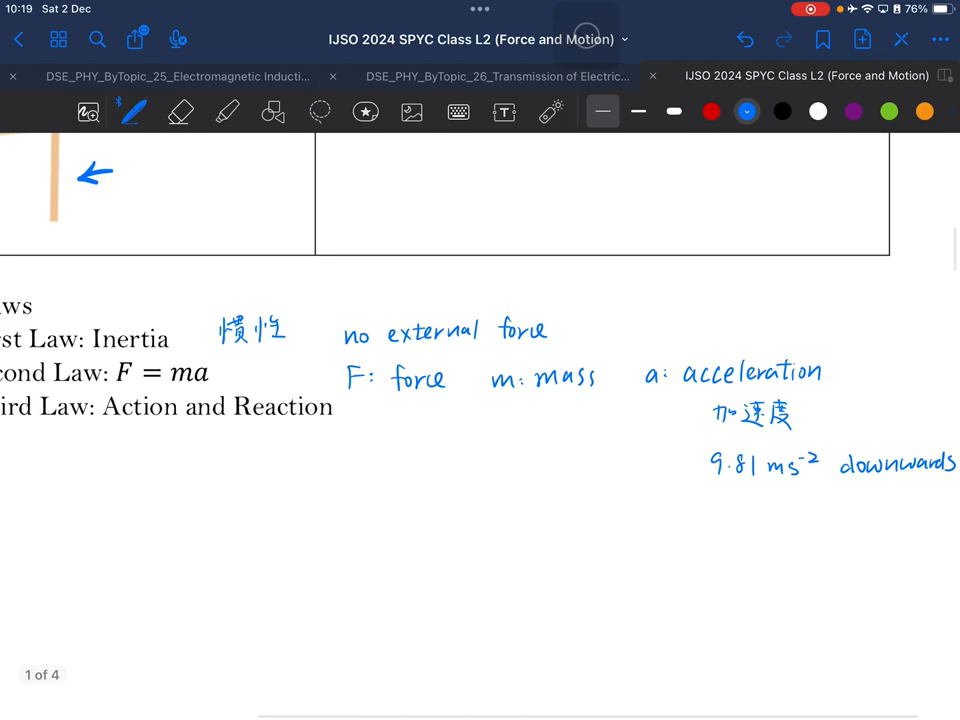 10:19 Sat 2 Dec
76%
IJSO 2024 SPYC Class L2 (Force and Motion)
DSE_PHY_ByTopic_25_Electromagnetic Inducti...
DSE_PHY_ByTopic_26_Transmission of Electric...
IJSO 2024 SPYC Class L2 (Force and Motion)
aws
rst Law: Inertia 慣性 no external force
cond Law: F = ma F: force m: mass a: acceleration
ird Law: Action and Reaction 加速度
9.81 ms⁻² downwards
1 of 4